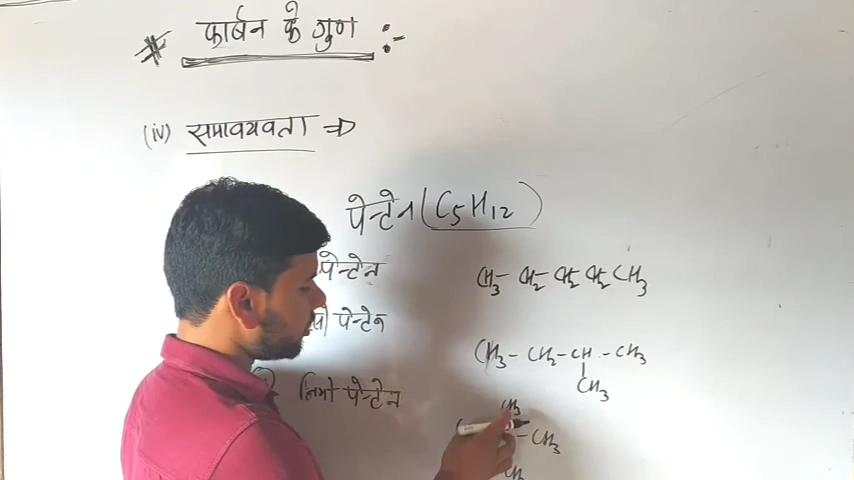 * कार्बन के गुण :-
(iv) समावयवता ⇒
पेन्टेन (C5H12)
पेन्टेन
CH3- CH2- CH2 CH2 CH3
पेन्टेन
CH3- CH2- CH - CH3
CH3
नियो पेन्टेन
CH3
- CH3